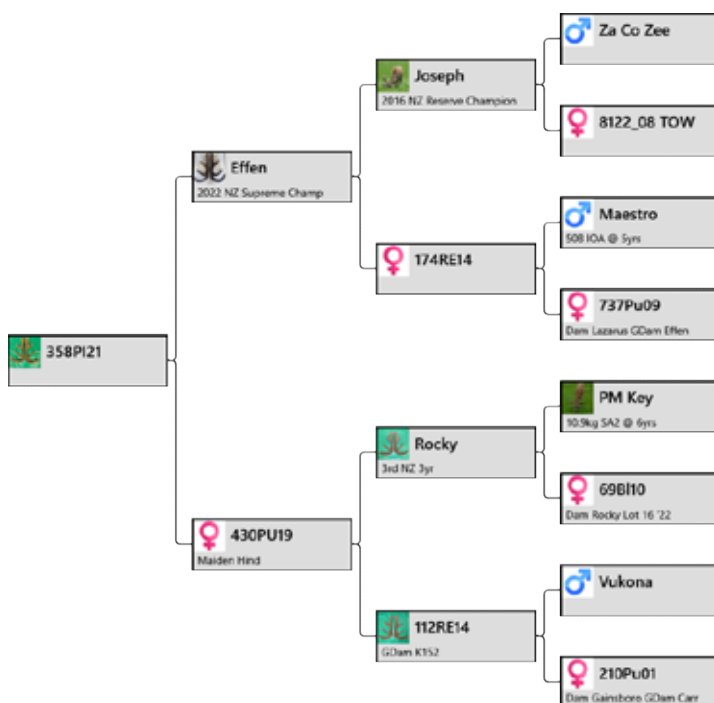 Za Co Zee
Joseph
2016 NZ Reserve Champion
8122_08 TOW
Effen
2022 NZ Supreme Champ
Maestro
508 IOA @ 5yrs
174RE14
737Pu09
Dam Lazarus GDam Effen
358PI21
PM Key
10.9kg SA2 @ 6yrs
Rocky
3rd NZ 3yr
69Bl10
Dam Rocky Lot 16 '22
430PU19
Maiden Hind
Vukona
112RE14
GDam K152
210Pu01
Dam Gainsboro GDam Carr